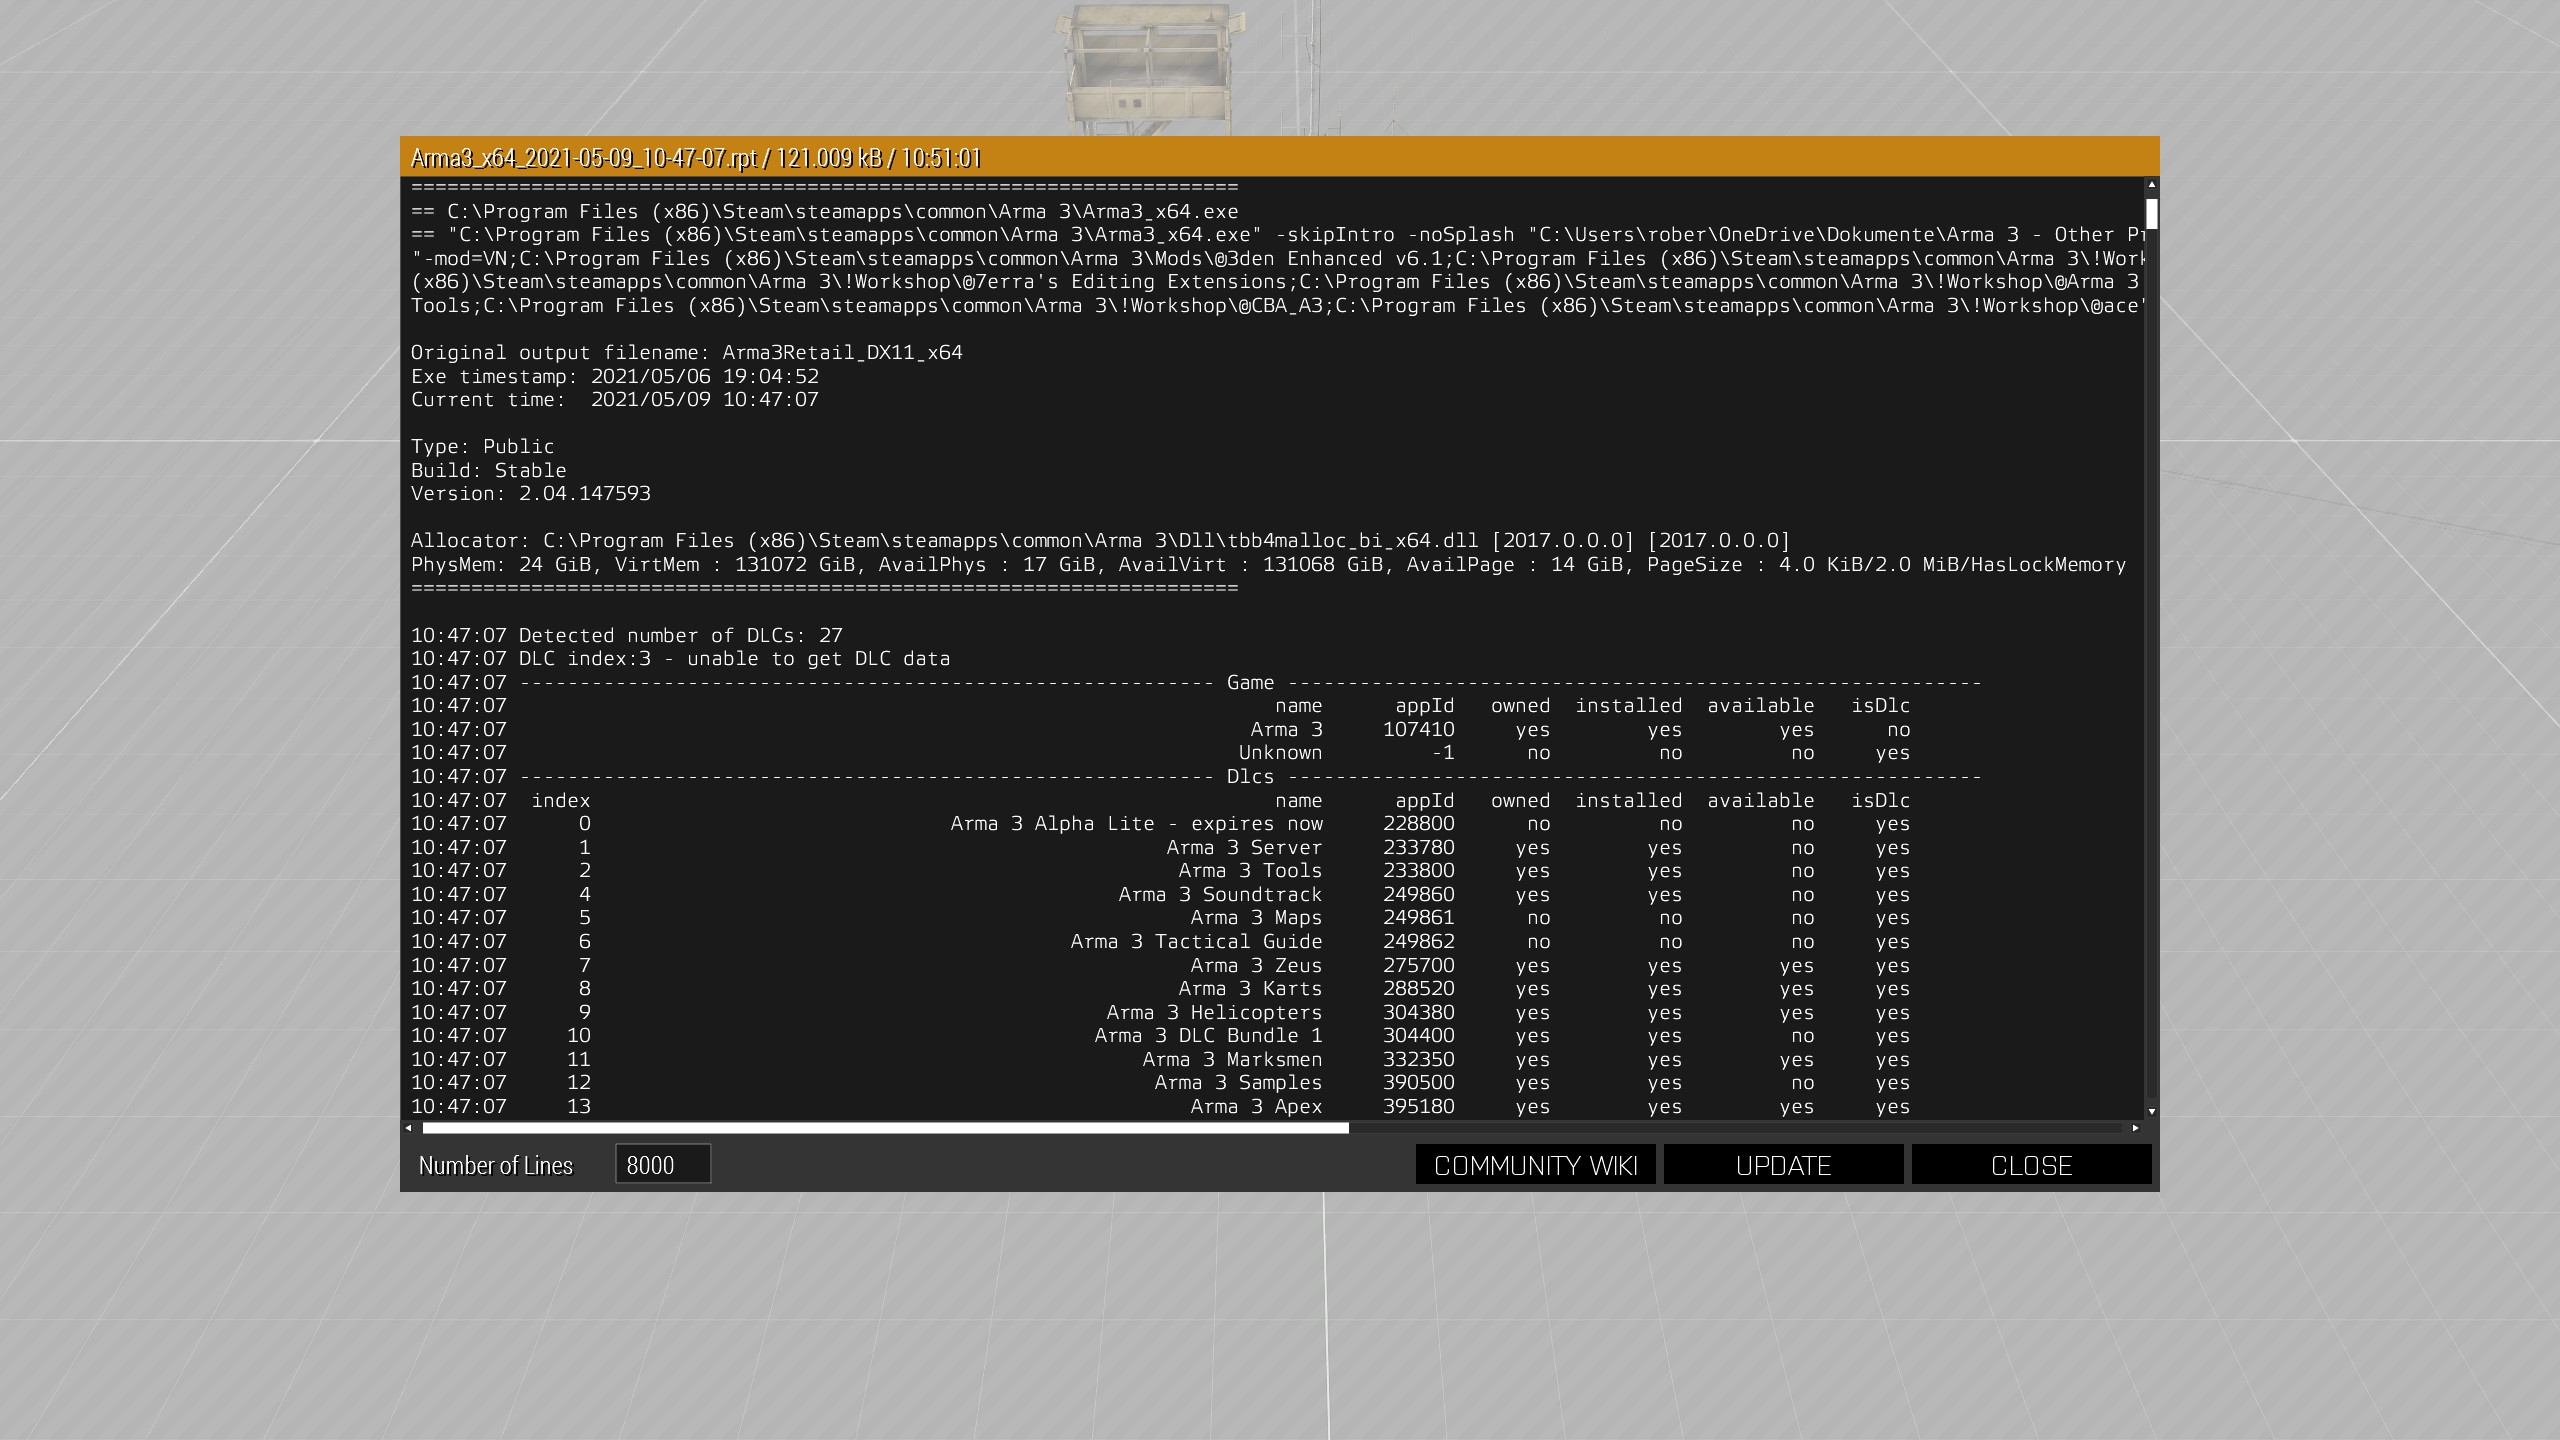 Arma3_x64_2021-05-09_10-47-07.rpt / 121.009 kB / 10:51:01
=====================================================================
== C:\Program Files (x86)\Steam\steamapps\common\Arma 3\Arma3_x64.exe
== "C:\Program Files (x86)\Steam\steamapps\common\Arma 3\Arma3_x64.exe" -skipIntro -noSplash "C:\Users\rober\OneDrive\Dokumente\Arma 3 - Other
"-mod=VN;C:\Program Files (x86)\Steam\steamapps\common\Arma 3\Mods\@3den Enhanced v6.1;C:\Program Files (x86)\Steam\steamapps\common\Arma 3\!Work
(x86)\Steam\steamapps\common\Arma 3\!Workshop\@7erra's Editing Extensions;C:\Program Files (x86)\Steam\steamapps\common\Arma 3\!Workshop\@Arma 3
Tools;C:\Program Files (x86)\Steam\steamapps\common\Arma 3\!Workshop\@CBA_A3;C:\Program Files (x86)\Steam\steamapps\common\Arma 3\!Workshop\@ace"
Original output filename: Arma3Retail_DX11_x64
Exe timestamp: 2021/05/06 19:04:52
Current time:  2021/05/09 10:47:07
Type: Public
Build: Stable
Version: 2.04.147593
Allocator: C:\Program Files (x86)\Steam\steamapps\common\Arma 3\Dll\tbb4malloc_bi_x64.dll [2017.0.0.0] [2017.0.0.0]
PhysMem: 24 GiB, VirtMem : 131072 GiB, AvailPhys : 17 GiB, AvailVirt : 131068 GiB, AvailPage : 14 GiB, PageSize : 4.0 KiB/2.0 MiB/HasLockMemory
=====================================================================
10:47:07 Detected number of DLCs: 27
10:47:07 DLC index:3 - unable to get DLC data
10:47:07 ---------------------------------------------------------- Game ----------------------------------------------------------
10:47:07 name appId owned installed available isDlc
10:47:07 Arma 3 107410 yes yes yes no
10:47:07 Unknown -1 no no no yes
10:47:07 ---------------------------------------------------------- Dlcs ----------------------------------------------------------
10:47:07 index name appId owned installed available isDlc
10:47:07 0 Arma 3 Alpha Lite - expires now 228800 no no no yes
10:47:07 1 Arma 3 Server 233780 yes yes no yes
10:47:07 2 Arma 3 Tools 233800 yes yes no yes
10:47:07 4 Arma 3 Soundtrack 249860 yes yes no yes
10:47:07 5 Arma 3 Maps 249861 no no no yes
10:47:07 6 Arma 3 Tactical Guide 249862 no no no yes
10:47:07 7 Arma 3 Zeus 275700 yes yes yes yes
10:47:07 8 Arma 3 Karts 288520 yes yes yes yes
10:47:07 9 Arma 3 Helicopters 304380 yes yes yes yes
10:47:07 10 Arma 3 DLC Bundle 1 304400 yes yes no yes
10:47:07 11 Arma 3 Marksmen 332350 yes yes yes yes
10:47:07 12 Arma 3 Samples 390500 yes yes no yes
10:47:07 13 Arma 3 Apex 395180 yes yes yes yes
Number of Lines 8000 COMMUNITY WIKI UPDATE CLOSE